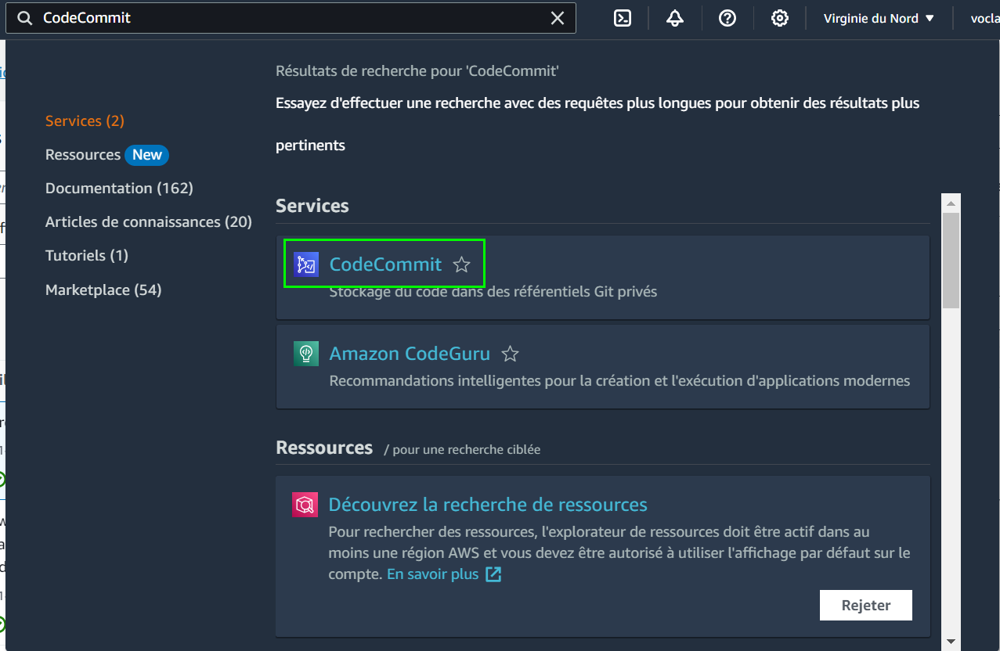 CodeCommit
Virginie du Nord ▼
vocla
Résultats de recherche pour 'CodeCommit'
Essayez d'effectuer une recherche avec des requêtes plus longues pour obtenir des résultats plus
pertinents
Services (2)
Ressources New
Documentation (162)
Articles de connaissances (20)
Tutoriels (1)
Marketplace (54)
Services
CodeCommit
Stockage du code dans des référentiels Git privés
Amazon CodeGuru
Recommandations intelligentes pour la création et l'exécution d'applications modernes
Ressources / pour une recherche ciblée
Découvrez la recherche de ressources
Pour rechercher des ressources, l'explorateur de ressources doit être actif dans au
moins une région AWS et vous devez être autorisé à utiliser l'affichage par défaut sur le
compte. En savoir plus
Rejeter